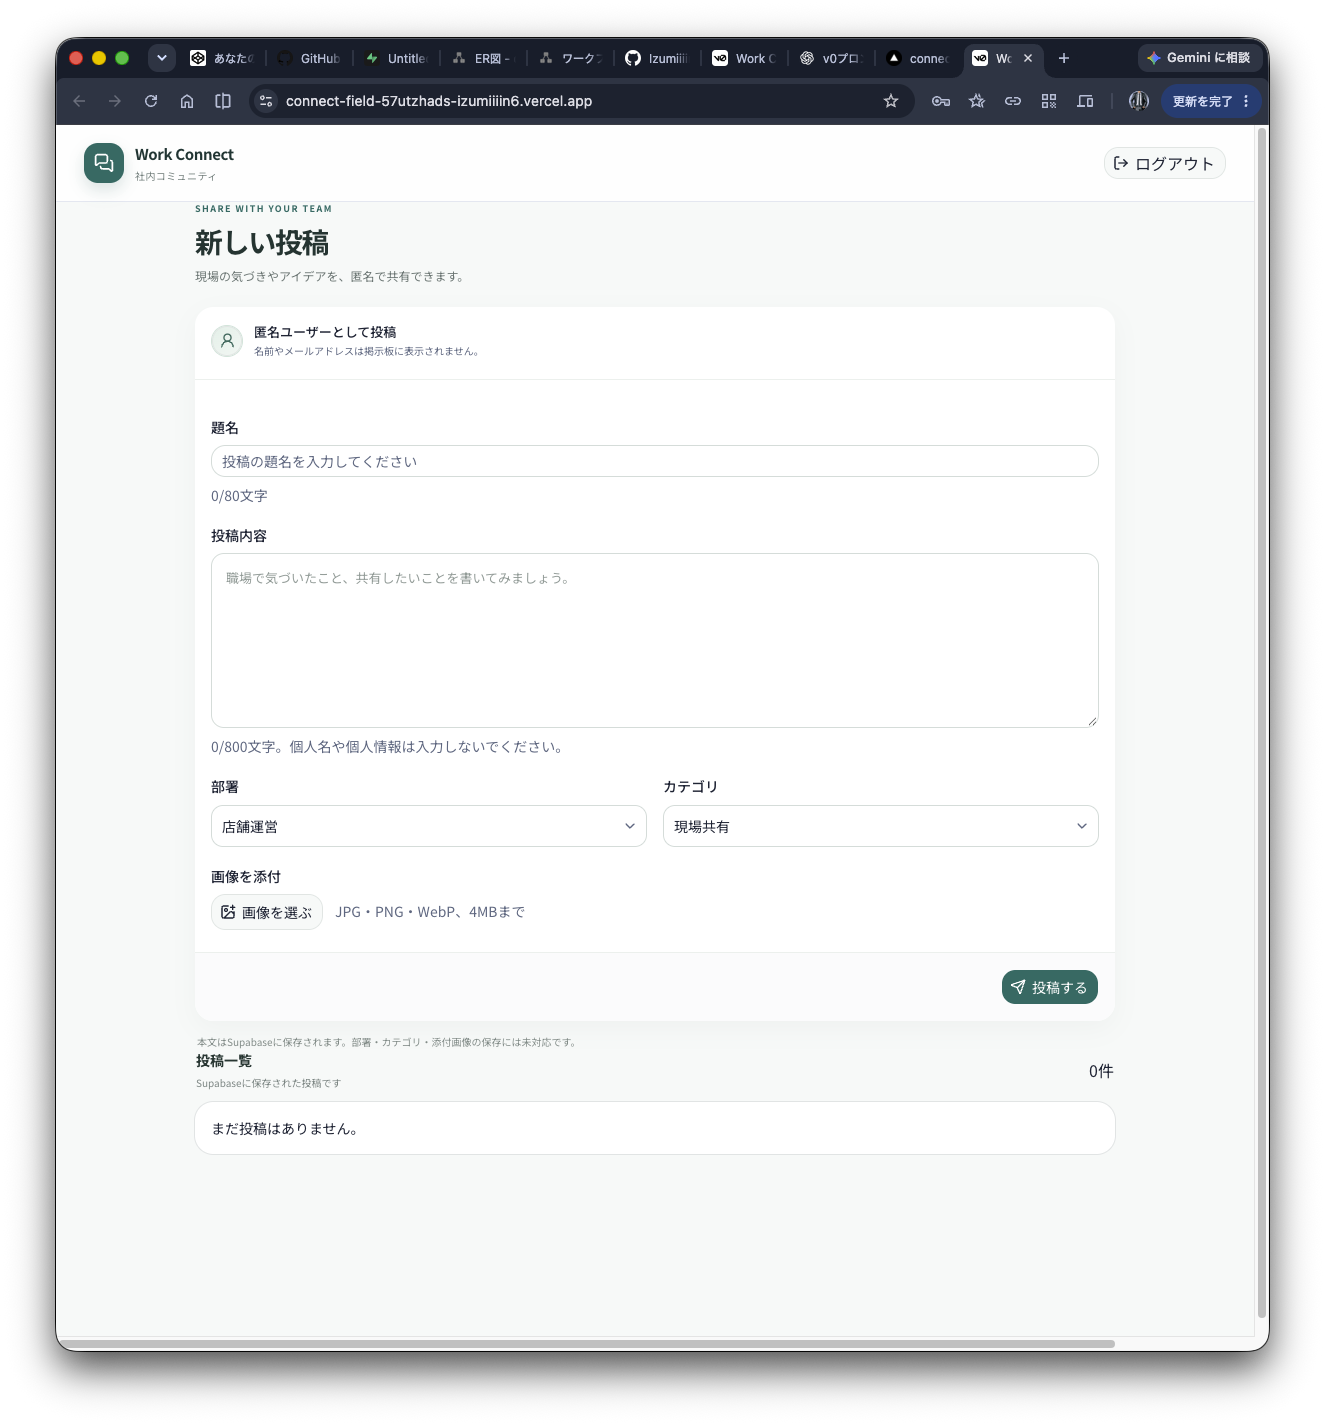 あなたの
GitHub
Untitle
ER図 -
ワークフ
Izumiiii
Work C
v0プロ
connec
Wo
Gemini に相談
connect-field-57utzhads-izumiiiin6.vercel.app
更新を完了
Work Connect
社内コミュニティ
ログアウト
SHARE WITH YOUR TEAM
新しい投稿
現場の気づきやアイデアを、匿名で共有できます。
匿名ユーザーとして投稿
名前やメールアドレスは掲示板に表示されません。
題名
投稿の題名を入力してください
0/80文字
投稿内容
職場で気づいたこと、共有したいことを書いてみましょう。
0/800文字。個人名や個人情報は入力しないでください。
部署
カテゴリ
店舗運営
現場共有
画像を添付
画像を選ぶ
JPG・PNG・WebP、4MBまで
投稿する
本文はSupabaseに保存されます。部署・カテゴリ・添付画像の保存には未対応です。
投稿一覧
Supabaseに保存された投稿です
0件
まだ投稿はありません。